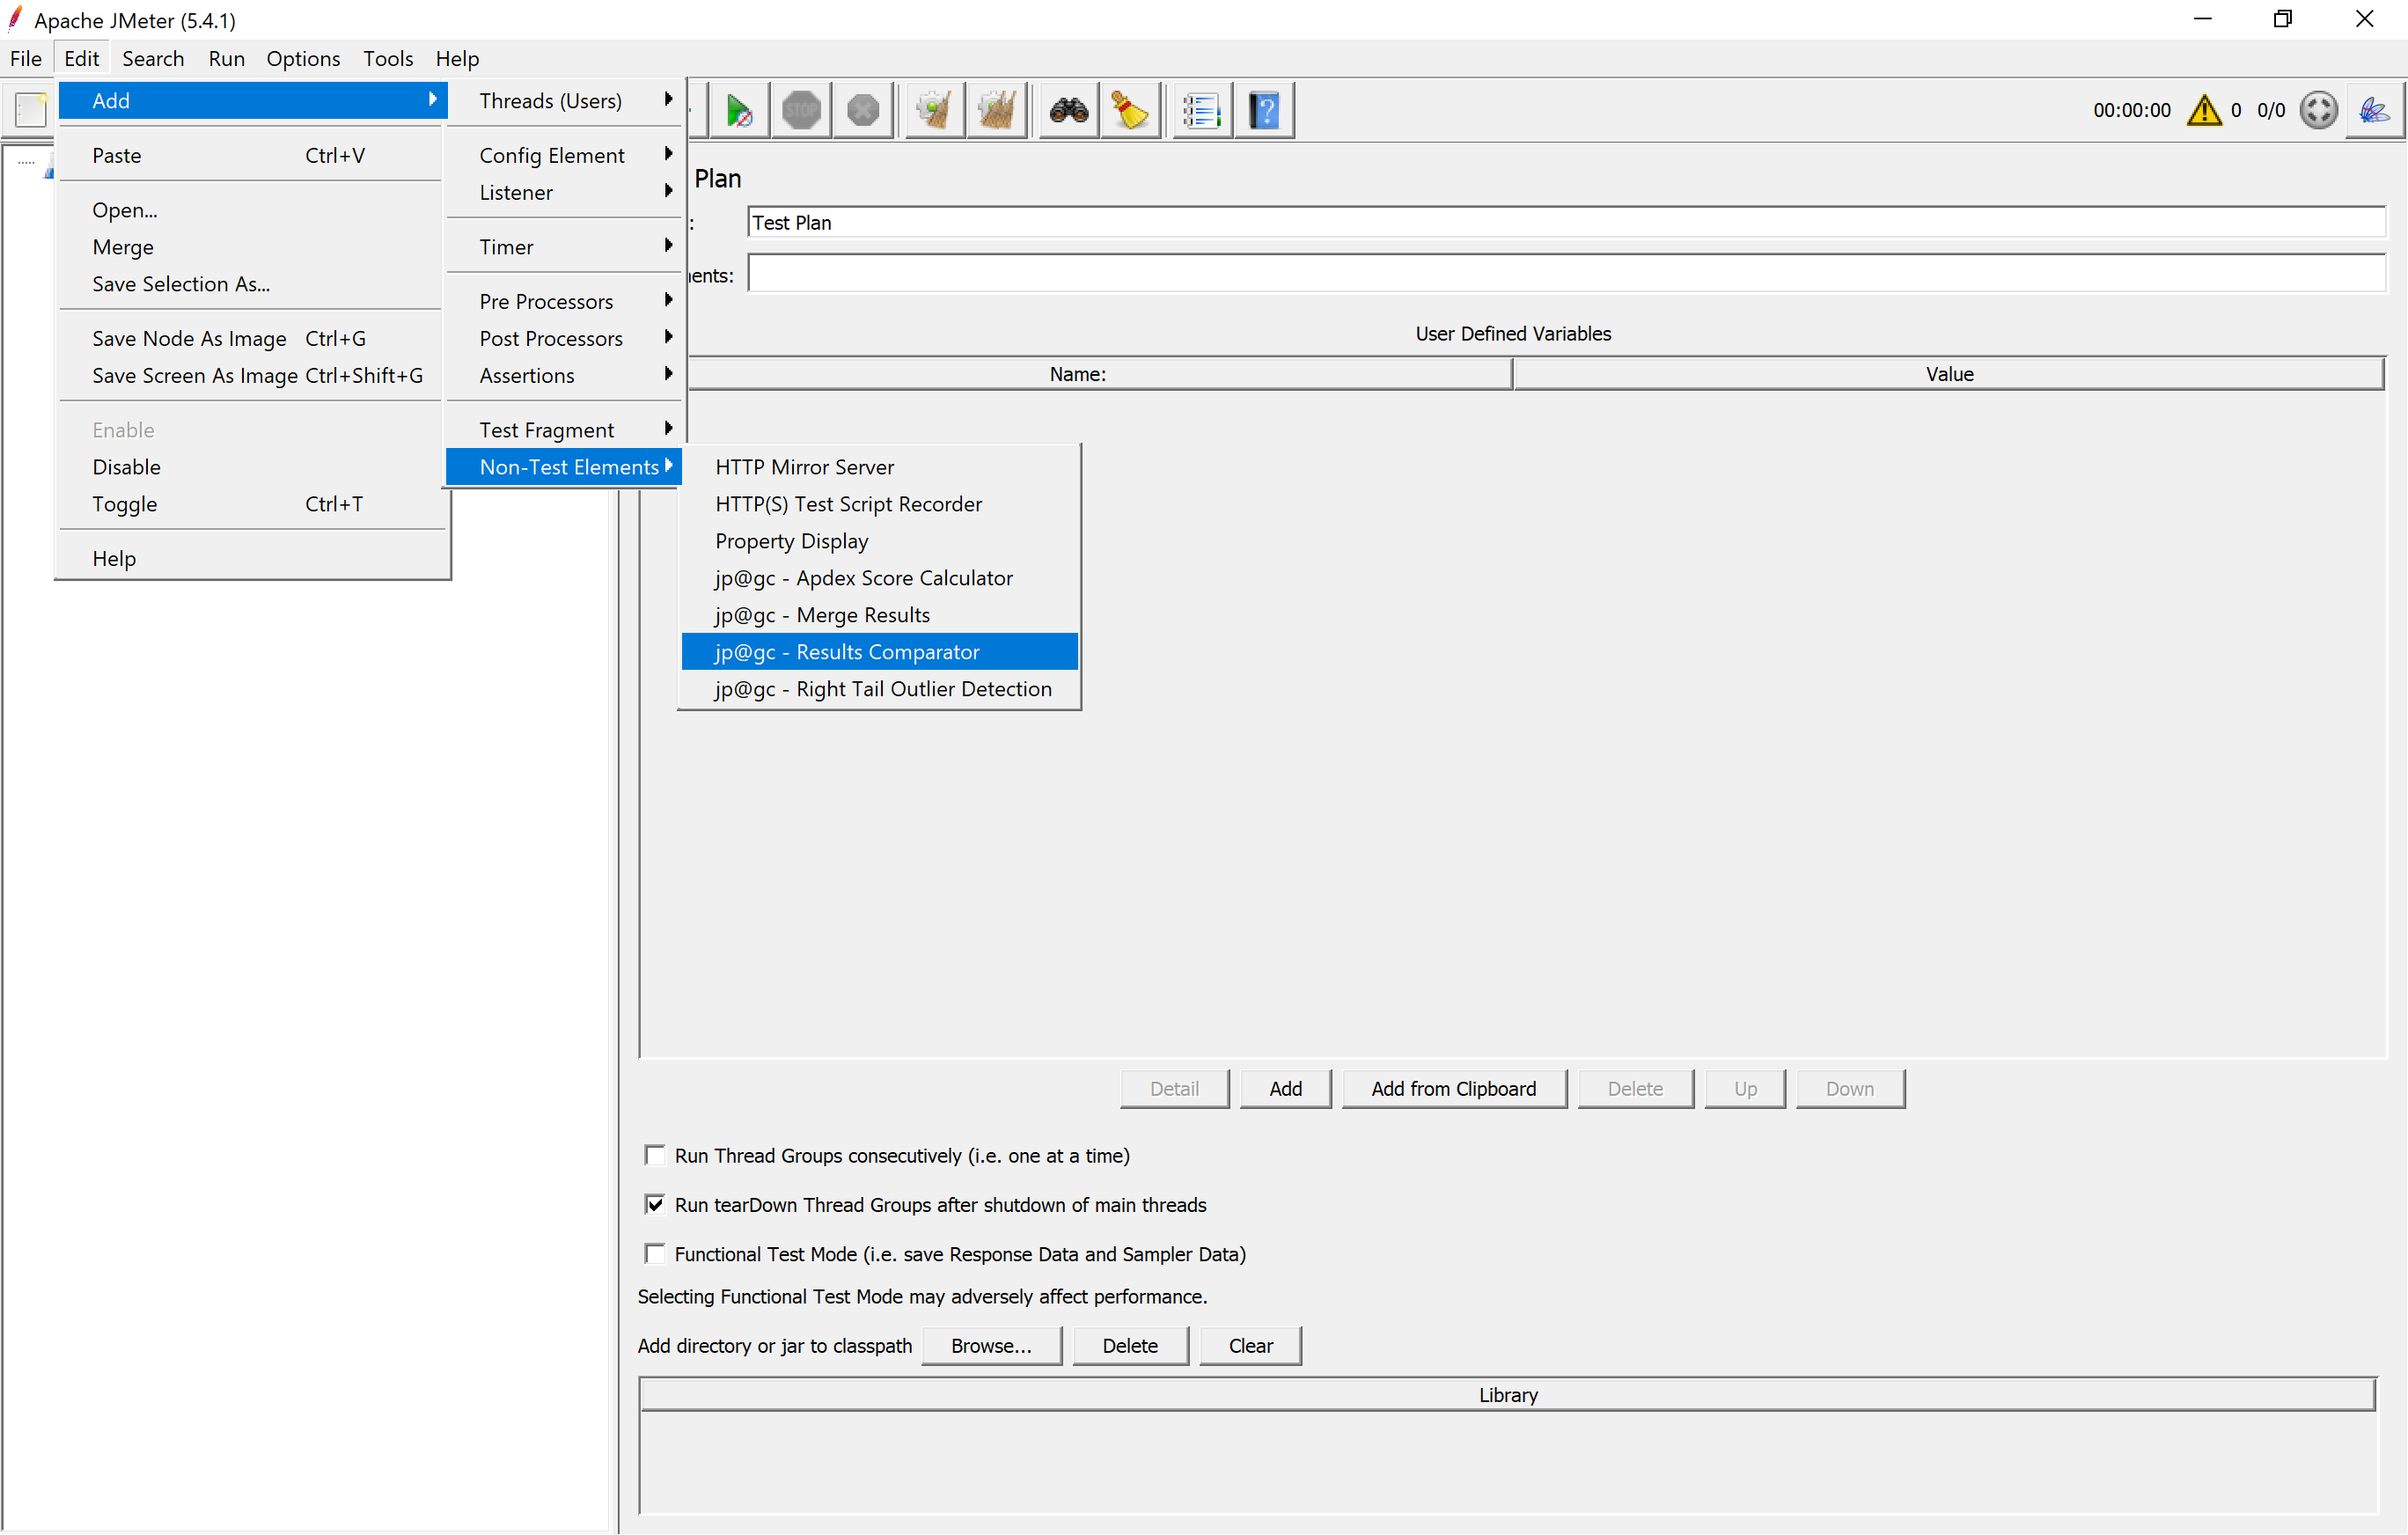 Apache JMeter (5.4.1)
File Edit Search Run Options Tools Help
STOP
00:00:00 0 0/0
Add
Paste Ctrl+V
Open...
Merge
Save Selection As...
Save Node As Image Ctrl+G
Save Screen As Image Ctrl+Shift+G
Enable
Disable
Toggle Ctrl+T
Help
Threads (Users)
Config Element
Listener
Timer
Pre Processors
Post Processors
Assertions
Test Fragment
Non-Test Elements
HTTP Mirror Server
HTTP(S) Test Script Recorder
Property Display
jp@gc - Apdex Score Calculator
jp@gc - Merge Results
jp@gc - Results Comparator
jp@gc - Right Tail Outlier Detection
Plan
: Test Plan
ents:
User Defined Variables
Name: Value
Detail Add Add from Clipboard Delete Up Down
Run Thread Groups consecutively (i.e. one at a time)
Run tearDown Thread Groups after shutdown of main threads
Functional Test Mode (i.e. save Response Data and Sampler Data)
Selecting Functional Test Mode may adversely affect performance.
Add directory or jar to classpath Browse... Delete Clear
Library